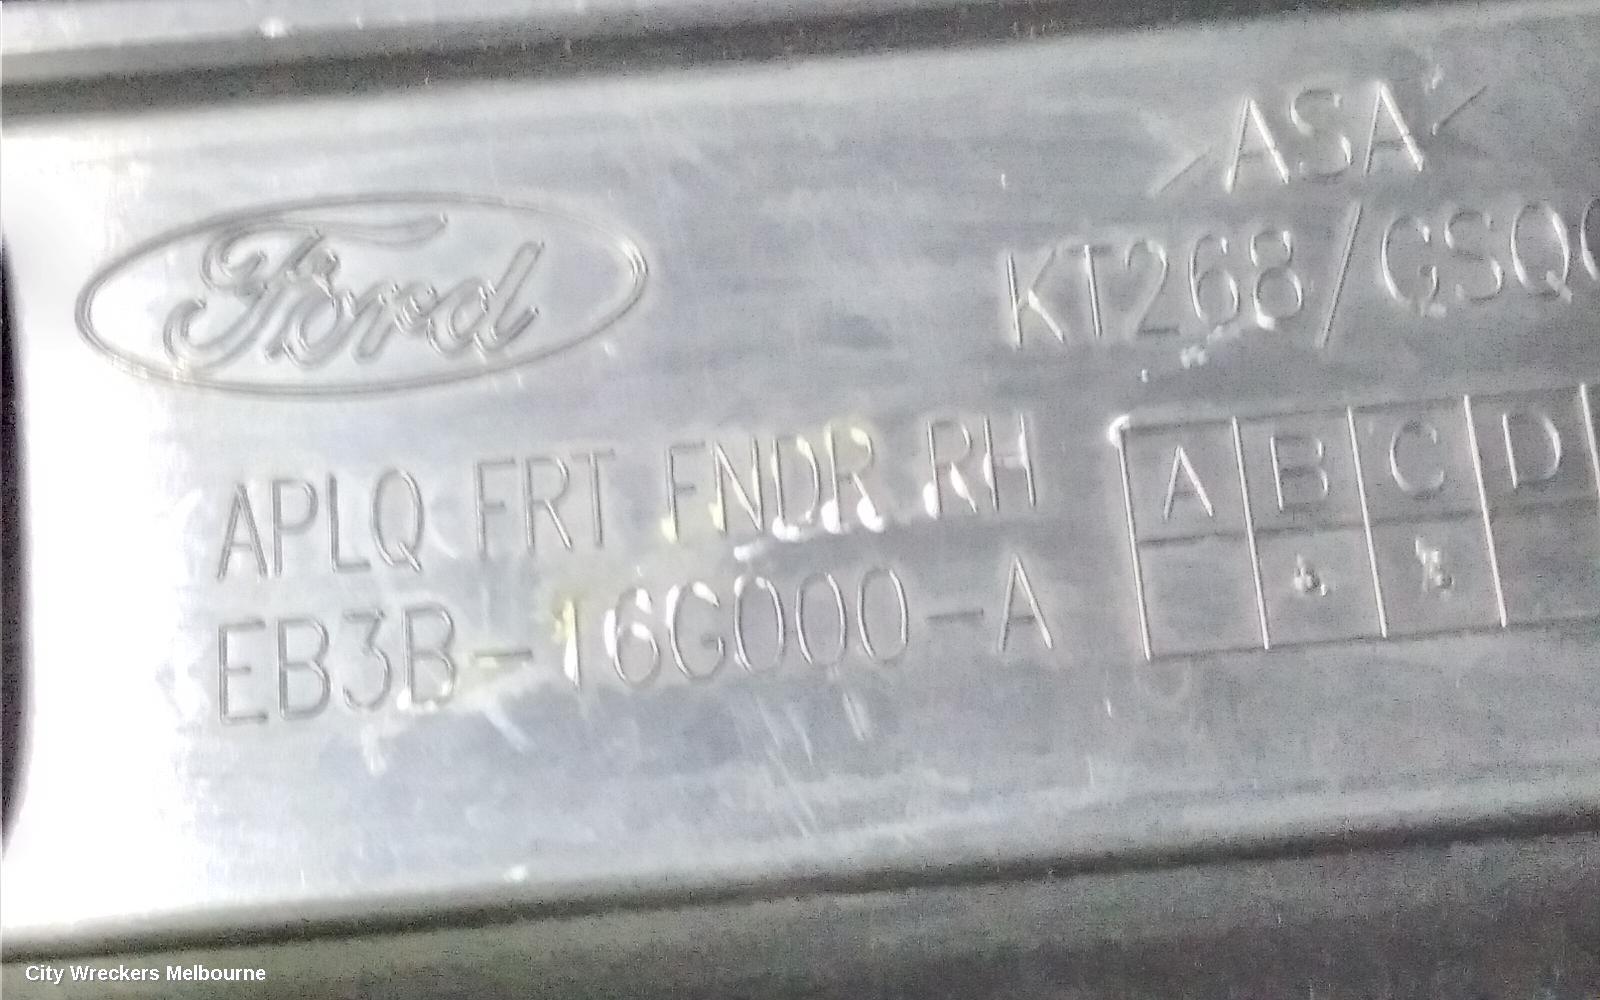 Ford
>ASA<
KT268/GSQ
APLQ FRT FNDR RH
EB3B-16G000-A
A B C D
City Wreckers Melbourne